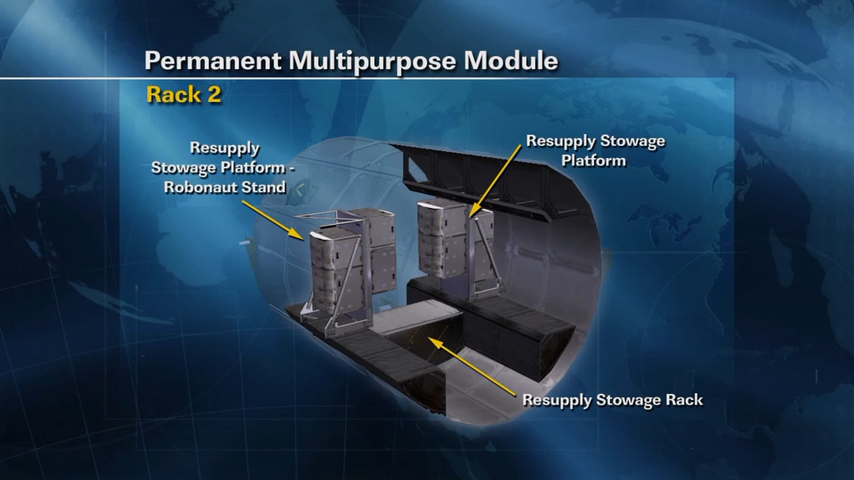 Permanent Multipurpose Module
Rack 2
Resupply
Stowage Platform -
Robonaut Stand
Resupply Stowage
Platform
Resupply Stowage Rack